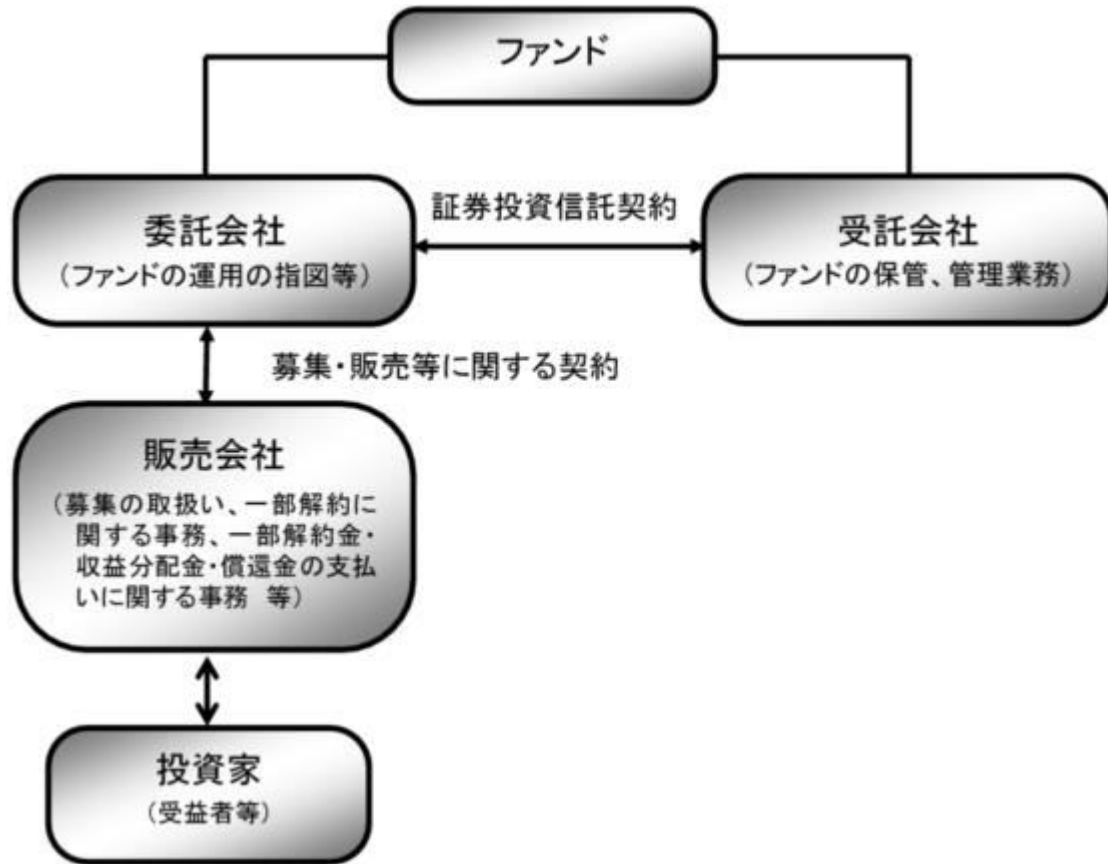 ファンド
証券投資信託契約
委託会社
（ファンドの運用の指図等）
受託会社
（ファンドの保管、管理業務）
募集・販売等に関する契約
販売会社
（募集の取扱い、一部解約に
関する事務、一部解約金・
収益分配金・償還金の支払
いに関する事務　等）
投資家
（受益者等）